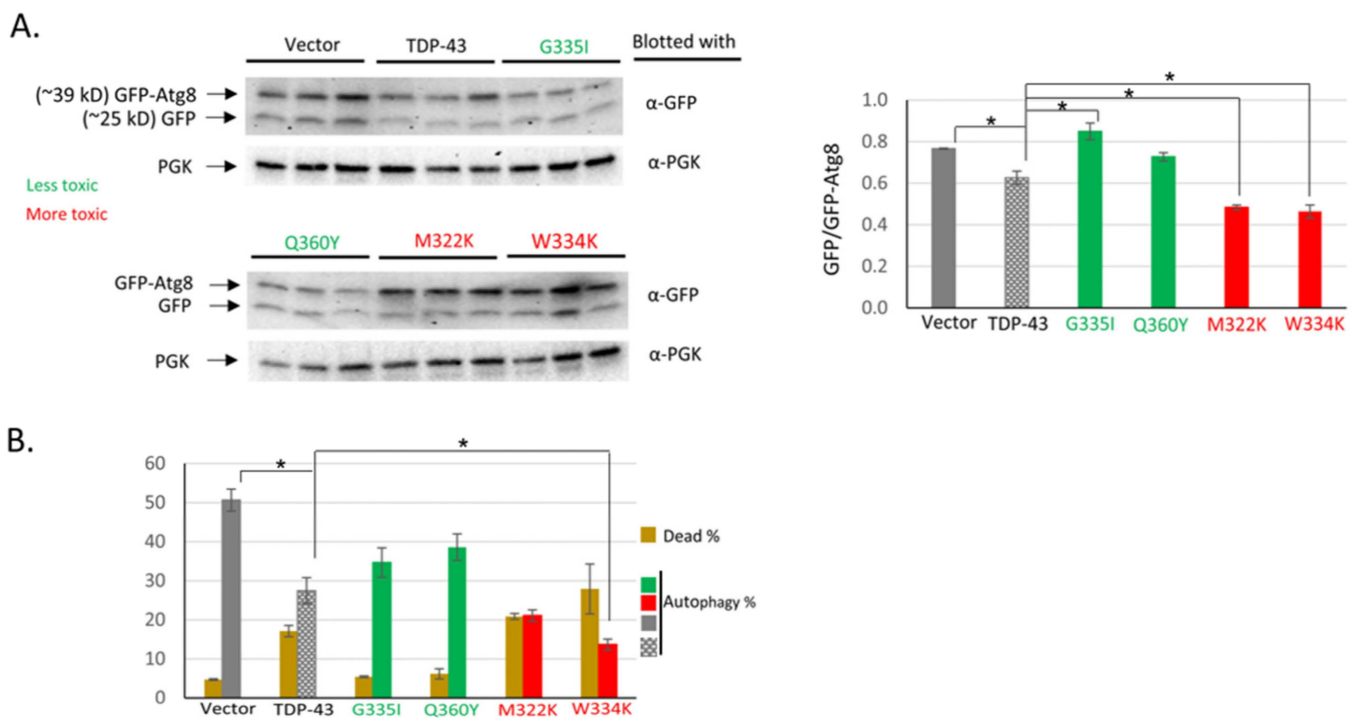 A.
Vector TDP-43 G335I Blotted with
(~39 kD) GFP-Atg8
(~25 kD) GFP
α-GFP
PGK
α-PGK
Less toxic
More toxic
Q360Y M322K W334K
GFP-Atg8
GFP
α-GFP
PGK
α-PGK
GFP/GFP-Atg8
1.0
0.8
0.6
0.4
0.2
0.0
* * * *
Vector TDP-43 G335I Q360Y M322K W334K
B.
60
50
40
30
20
10
0
* *
Dead %
Autophagy %
Vector TDP-43 G335I Q360Y M322K W334K